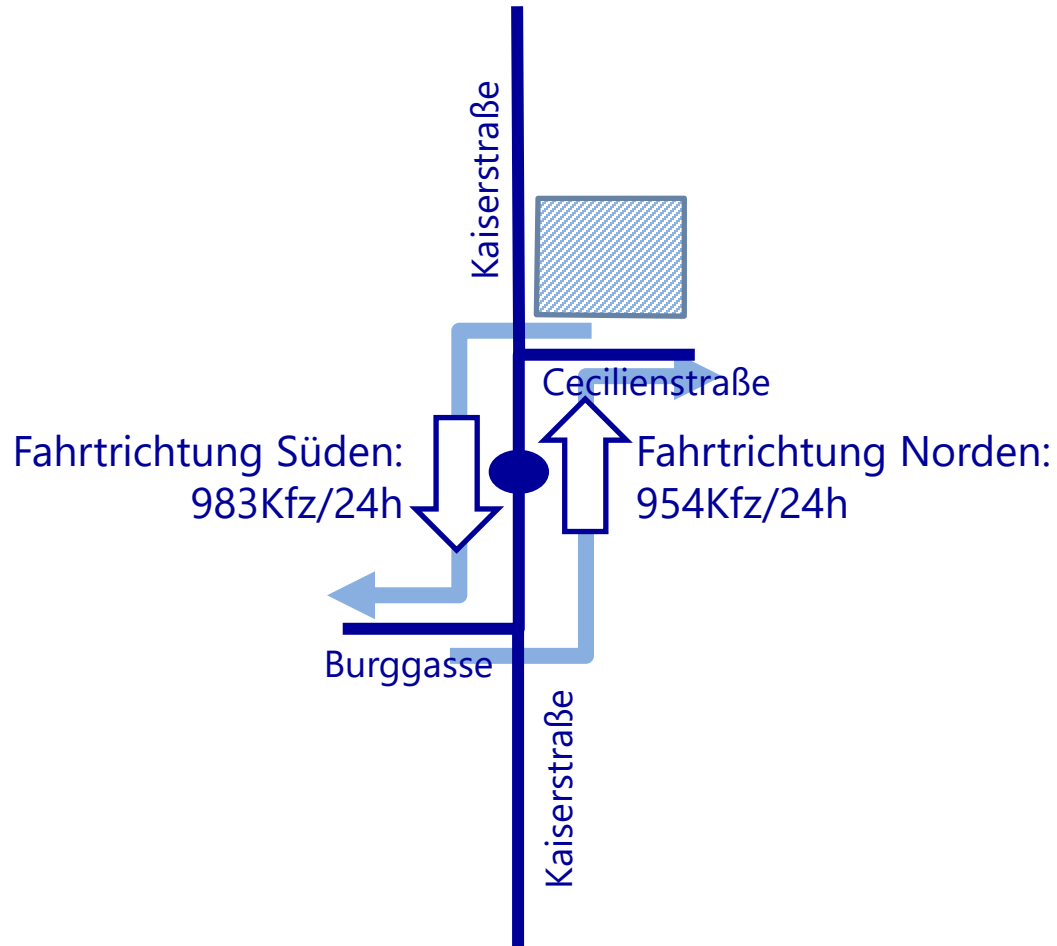 Kaiserstraße
Cecilienstraße
Fahrtrichtung Süden:
983Kfz/24h
Fahrtrichtung Norden:
954Kfz/24h
Burggasse
Kaiserstraße